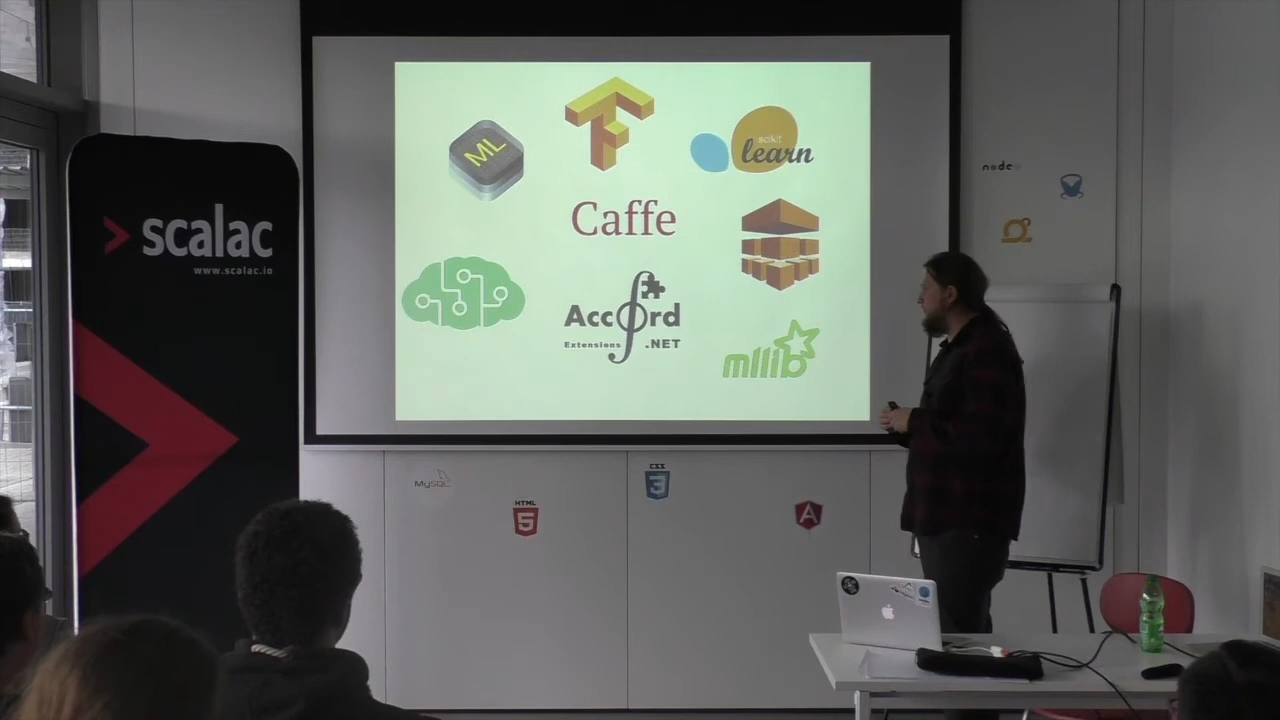 scalac
www.scalac.io
ML
scikit
learn
Caffe
Accord
Extensions .NET
mllib
node
MySQL
HTML
5
CSS
3
A